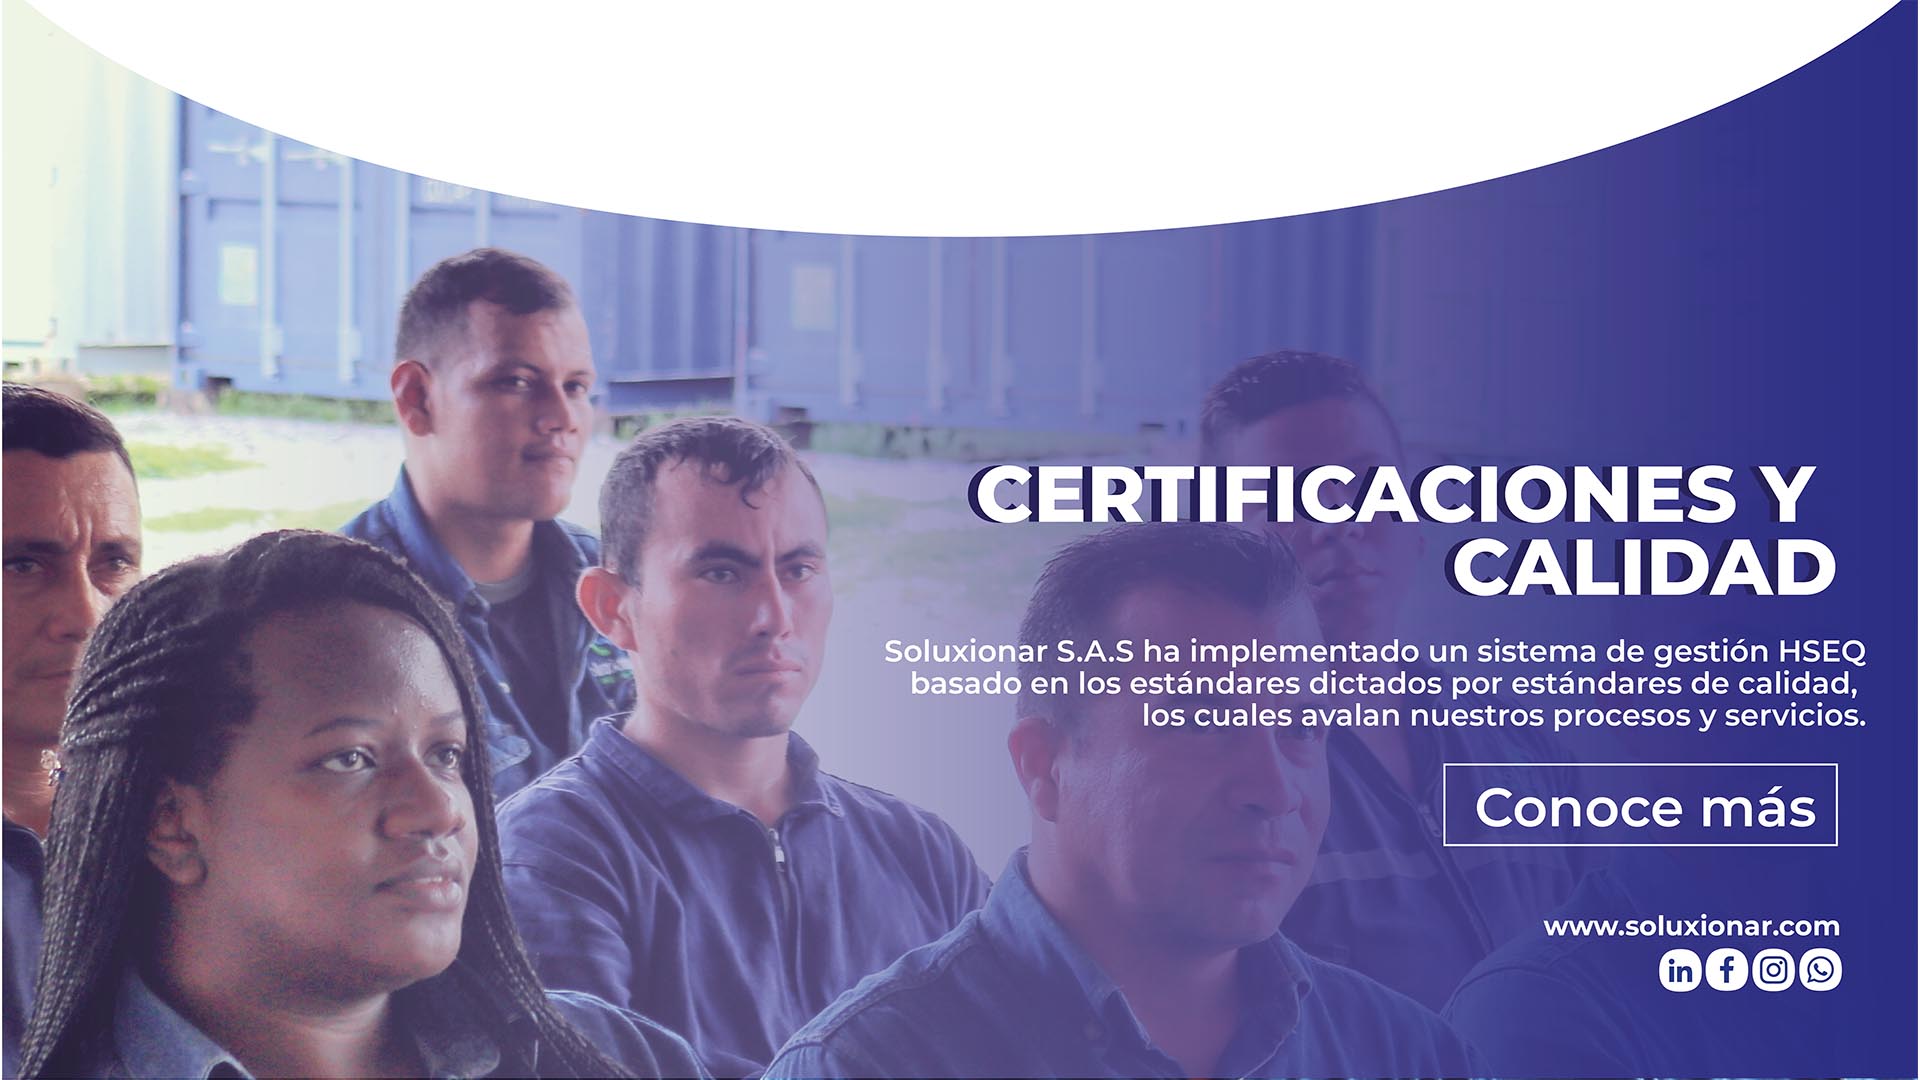 CERTIFICACIONES Y
CALIDAD
Soluxionar S.A.S ha implementado un sistema de gestión HSEQ
basado en los estándares dictados por estándares de calidad,
los cuales avalan nuestros procesos y servicios.
Conoce más
www.soluxionar.com